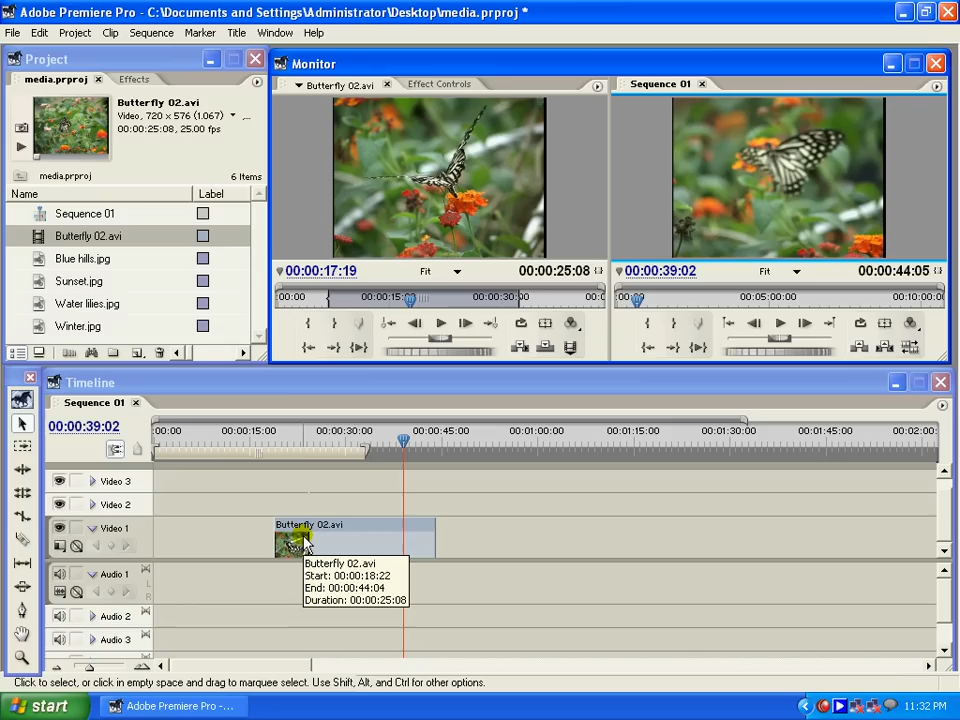 Adobe Premiere Pro - C:\Documents and Settings\Administrator\Desktop\media.prproj *
File Edit Project Clip Sequence Marker Title Window Help
Project
media.prproj Effects
Butterfly 02.avi
Video, 720 x 576 (1.067)
00:00:25:08, 25.00 fps
media.prproj 6 Items
Name Label
Sequence 01
Butterfly 02.avi
Blue hills.jpg
Sunset.jpg
Water lilies.jpg
Winter.jpg
Monitor
Butterfly 02.avi Effect Controls
00:00:17:19 Fit 00:00:25:08
:00:00 00:00:15: 00:00:30:00 00:0
Sequence 01
00:00:39:02 Fit 00:00:44:05
00:00 00:05:00:00 00:10:00:00
Timeline
Sequence 01
00:00:39:02
:00:00 00:00:15:00 00:00:30:00 00:00:45:00 00:01:00:00 00:01:15:00 00:01:30:00 00:01:45:00 00:02:00
Video 3
Video 2
Video 1
Butterfly 02.avi
Butterfly 02.avi
Start: 00:00:18:22
End: 00:00:44:04
Duration: 00:00:25:08
Audio 1
L
R
Audio 2
Audio 3
Click to select, or click in empty space and drag to marquee select. Use Shift, Alt, and Ctrl for other options.
start Adobe Premiere Pro -... 11:32 PM